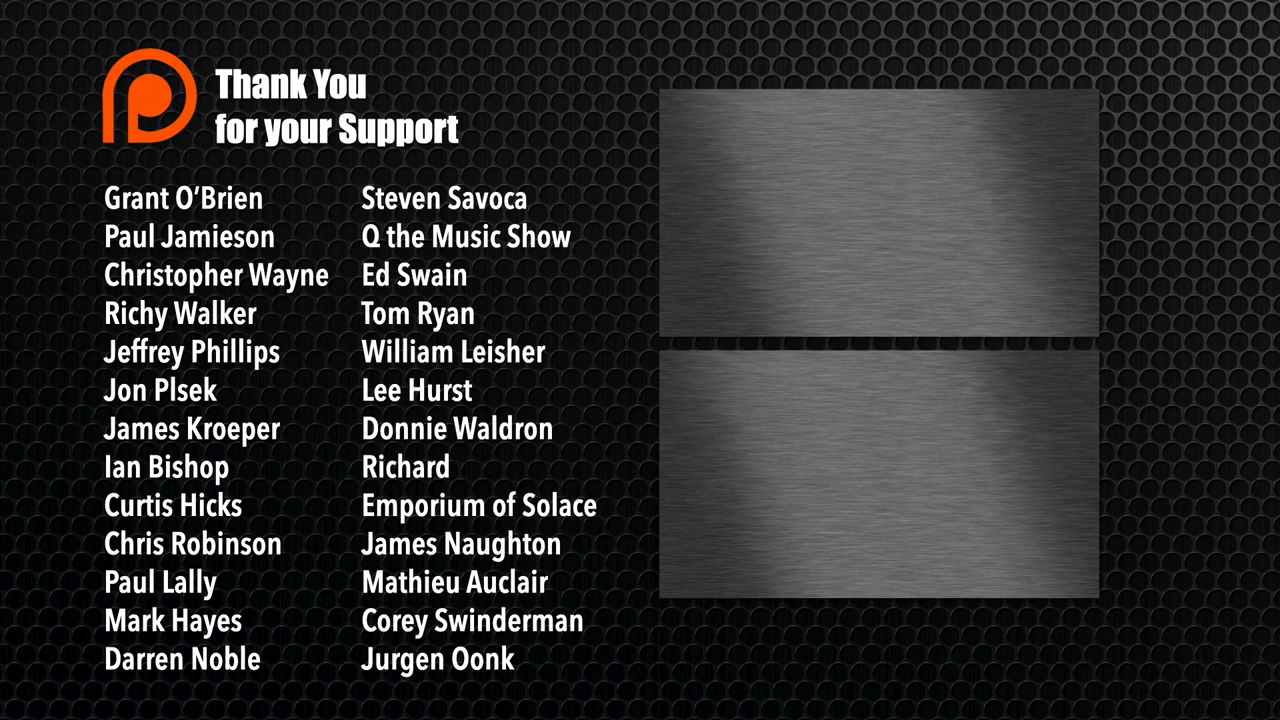 Thank You
for your Support
Grant O‘Brien
Paul Jamieson
Christopher Wayne
Richy Walker
Jeffrey Phillips
Jon Plsek
James Kroeper
Ian Bishop
Curtis Hicks
Chris Robinson
Paul Lally
Mark Hayes
Darren Noble
Steven Savoca
Q the Music Show
Ed Swain
Tom Ryan
William Leisher
Lee Hurst
Donnie Waldron
Richard
Emporium of Solace
James Naughton
Mathieu Auclair
Corey Swinderman
Jurgen Oonk